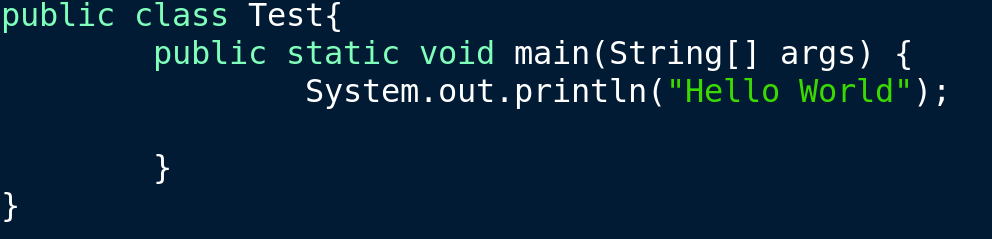 public class Test{
        public static void main(String[] args) {
                System.out.println("Hello World");

        }
}